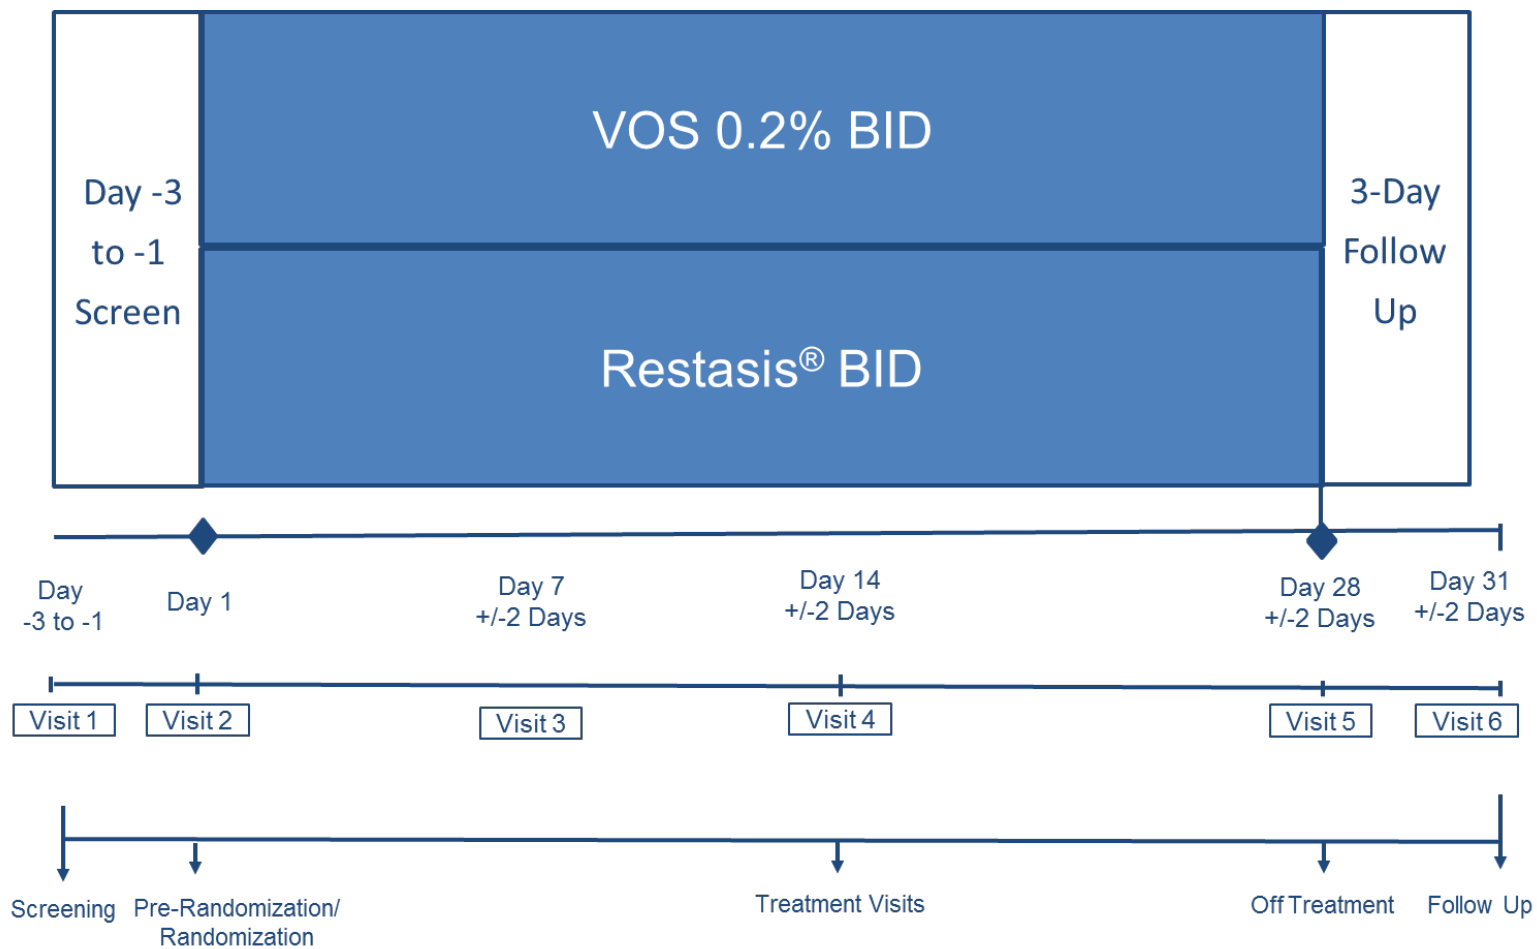 VOS 0.2% BID
Day -3
to -1
Screen
3-Day
Follow
Up
Restasis® BID
Day
-3 to -1
Day 1
Day 7
+/-2 Days
Day 14
+/-2 Days
Day 28
+/-2 Days
Day 31
+/-2 Days
Visit 1
Visit 2
Visit 3
Visit 4
Visit 5
Visit 6
Screening
Pre-Randomization/
Randomization
Treatment Visits
Off Treatment
Follow Up